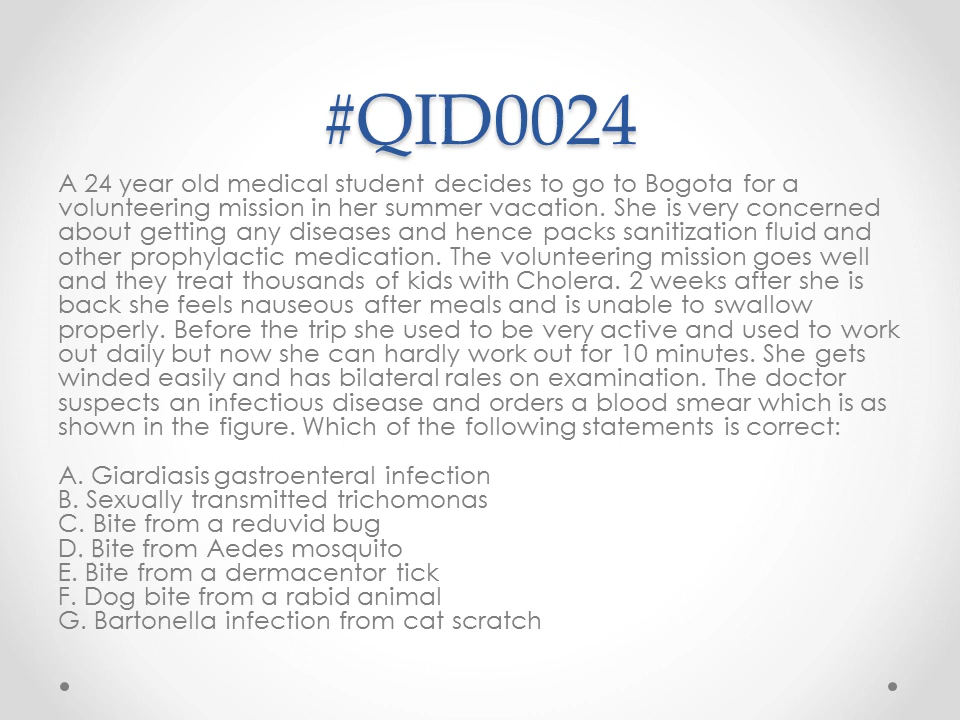 #QID0024
A 24 year old medical student decides to go to Bogota for a
volunteering mission in her summer vacation. She is very concerned
about getting any diseases and hence packs sanitization fluid and
other prophylactic medication. The volunteering mission goes well
and they treat thousands of kids with Cholera. 2 weeks after she is
back she feels nauseous after meals and is unable to swallow
properly. Before the trip she used to be very active and used to work
out daily but now she can hardly work out for 10 minutes. She gets
winded easily and has bilateral rales on examination. The doctor
suspects an infectious disease and orders a blood smear which is as
shown in the figure. Which of the following statements is correct:
A. Giardiasis gastroenteral infection
B. Sexually transmitted trichomonas
C. Bite from a reduvid bug
D. Bite from Aedes mosquito
E. Bite from a dermacentor tick
F. Dog bite from a rabid animal
G. Bartonella infection from cat scratch